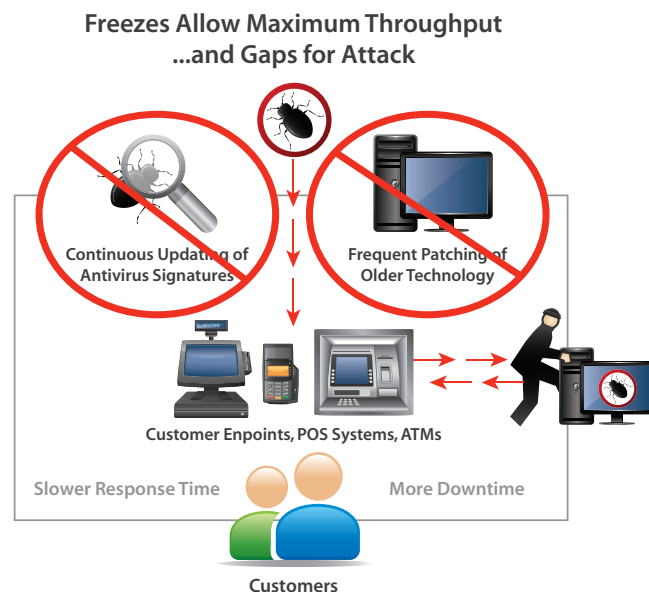 Freezes Allow Maximum Throughput
...and Gaps for Attack
Continuous Updating of
Antivirus Signatures
Frequent Patching of
Older Technology
Customer Enpoints, POS Systems, ATMs
Slower Response Time
More Downtime
Customers